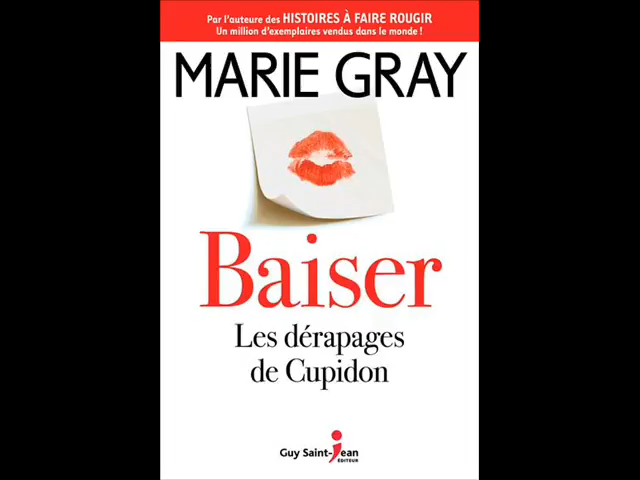 Par l'auteure des HISTOIRES À FAIRE ROUGIR
Un million d'exemplaires vendus dans le monde !
MARIE GRAY
Baiser
Les dérapages
de Cupidon
Guy Saint-Jean
ÉDITEUR